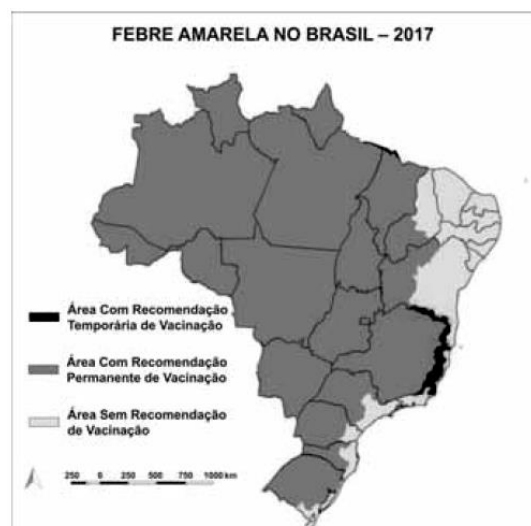 FEBRE AMARELA NO BRASIL – 2017
Área Com Recomendação
Temporária de Vacinação
Área Com Recomendação
Permanente de Vacinação
Área Sem Recomendação
de Vacinação
250 0 250 500 750 1000 km